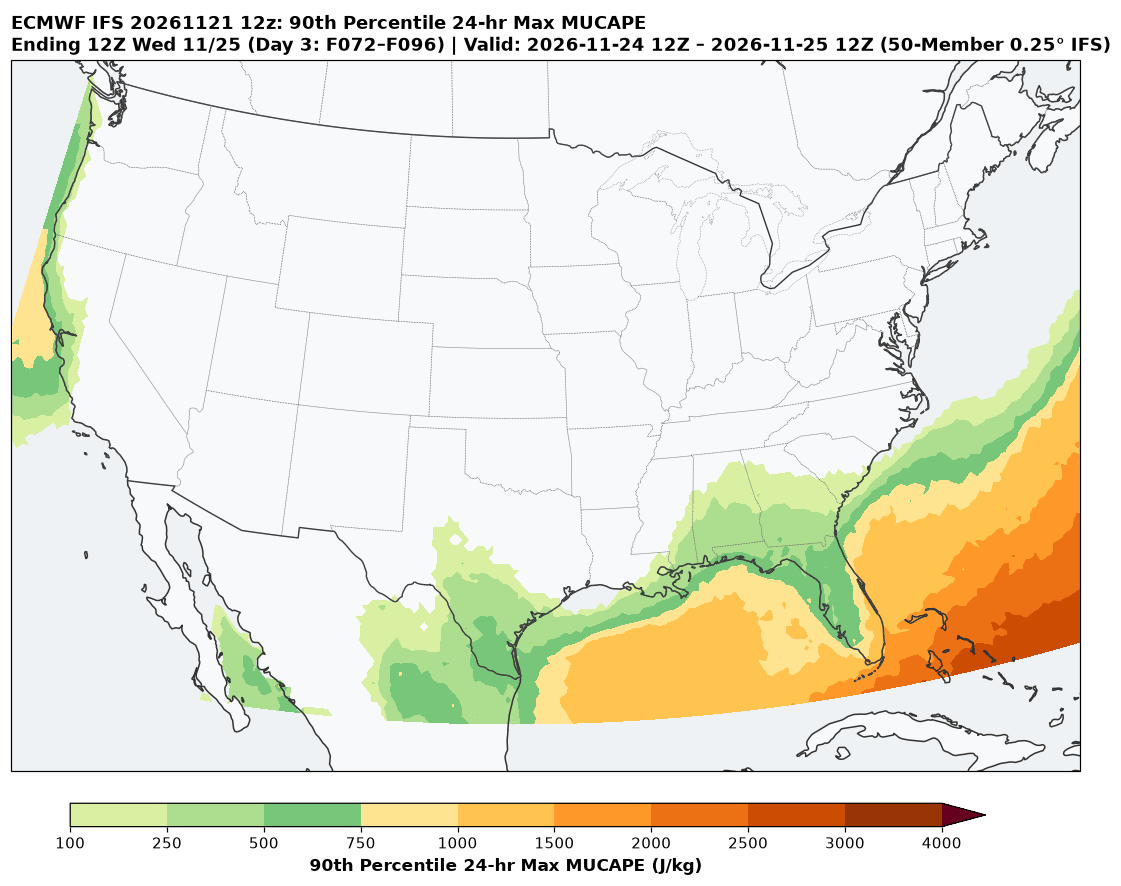 ECMWF IFS 20261121 12z: 90th Percentile 24-hr Max MUCAPE
Ending 12Z Wed 11/25 (Day 3: F072–F096) | Valid: 2026-11-24 12Z – 2026-11-25 12Z (50-Member 0.25° IFS)
100 250 500 750 1000 1500 2000 2500 3000 4000
90th Percentile 24-hr Max MUCAPE (J/kg)